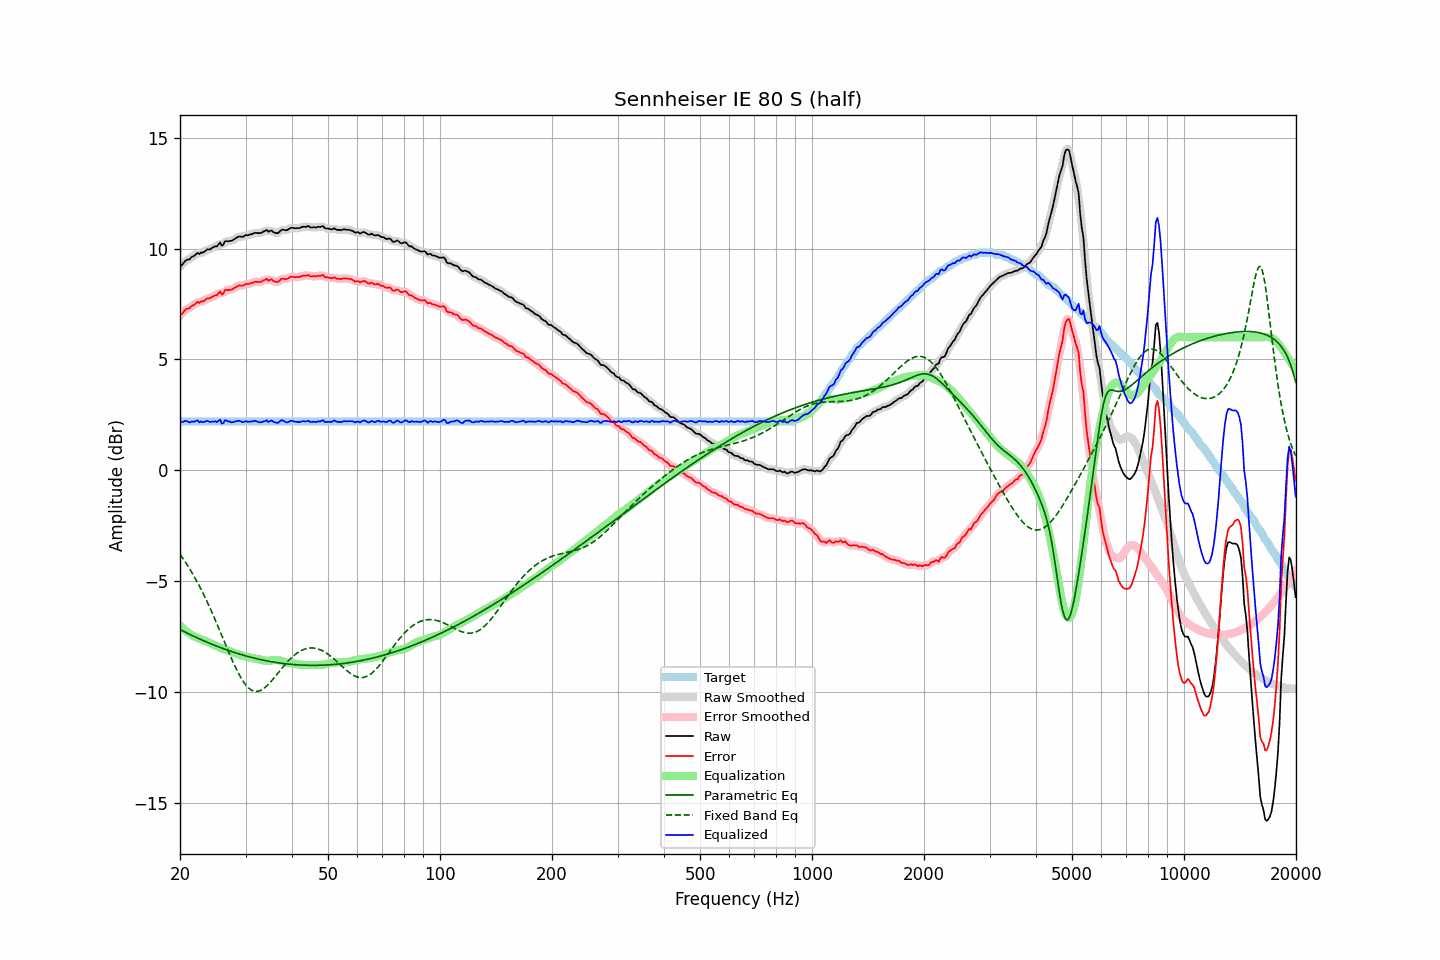 Sennheiser IE 80 S (half)
Amplitude (dBr)
15
10
5
0
−5
−10
−15
Target
Raw Smoothed
Error Smoothed
Raw
Error
Equalization
Parametric Eq
Fixed Band Eq
Equalized
20 50 100 200 500 1000 2000 5000 10000 20000
Frequency (Hz)